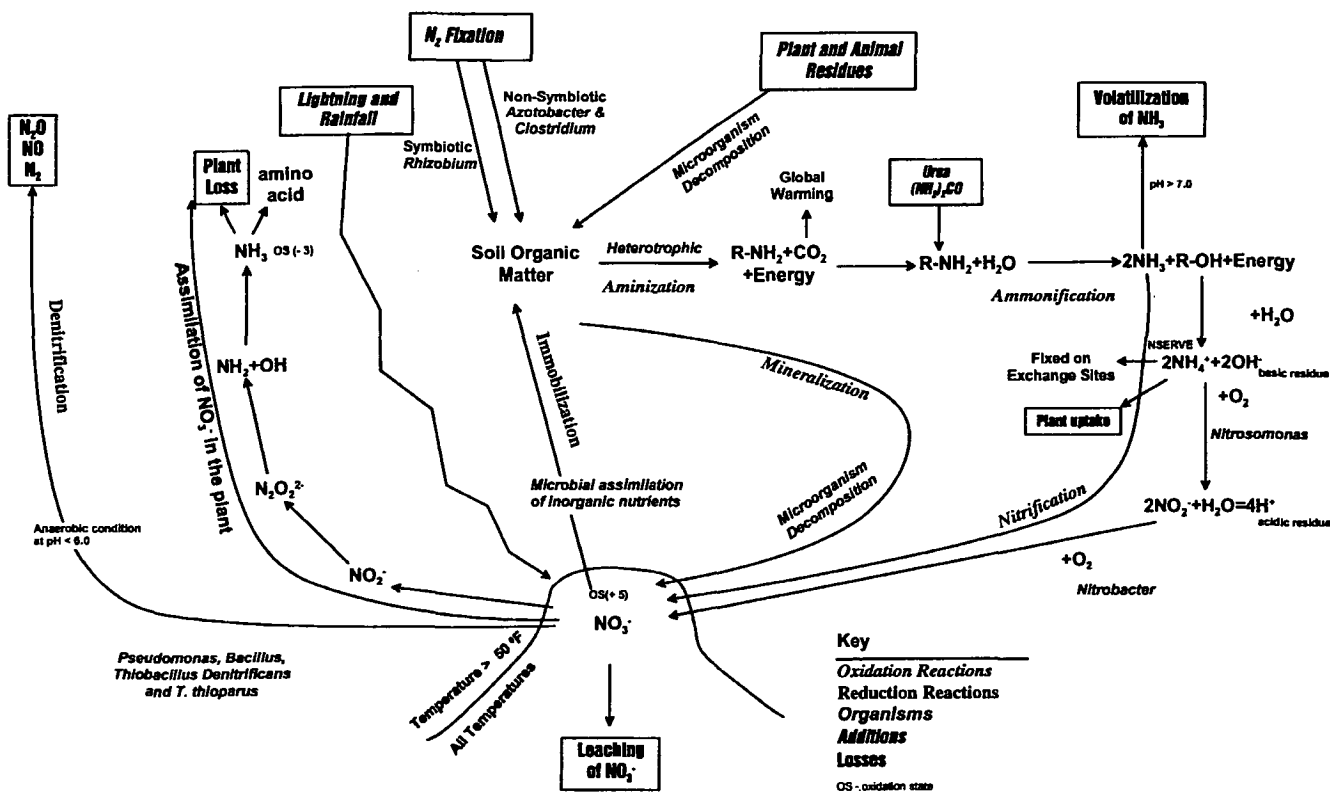 N₂ Fixation
Plant and Animal
Residues
Lightning and
Rainfall
Non-Symbiotic
Azotobacter &
Clostridium
Symbiotic
Rhizobium
Microorganism
Decomposition
Volatilization
of NH₃
N₂O
NO
N₂
Plant
Loss
amino
acid
Global
Warming
Urea
(NH₂)₂CO
pH > 7.0
NH₃ OS (- 3)
Soil Organic
Matter
Heterotrophic
Aminization
R-NH₂+CO₂
+Energy
R-NH₂+H₂O
Ammonification
2NH₃+R-OH+Energy
+H₂O
Denitrification
Assimilation of NO₃⁻ in the plant
NH₂+OH
Immobilization
Mineralization
Fixed on
Exchange Sites
NSERVE
2NH₄⁺+2OH⁻
basic residue
+O₂
Plant uptake
Nitrosomonas
N₂O₂²⁻
Microbial assimilation
of inorganic nutrients
Microorganism
Decomposition
Nitrification
2NO₂⁻+H₂O=4H⁺
acidic residue
Anaerobic condition
at pH < 6.0
NO₂⁻
+O₂
Nitrobacter
OS(+ 5)
NO₃⁻
Pseudomonas, Bacillus,
Thiobacillus Denitrificans
and T. thioparus
Temperature > 50 ºF
All Temperatures
Leaching
of NO₃⁻
Key
Oxidation Reactions
Reduction Reactions
Organisms
Additions
Losses
OS - oxidation state